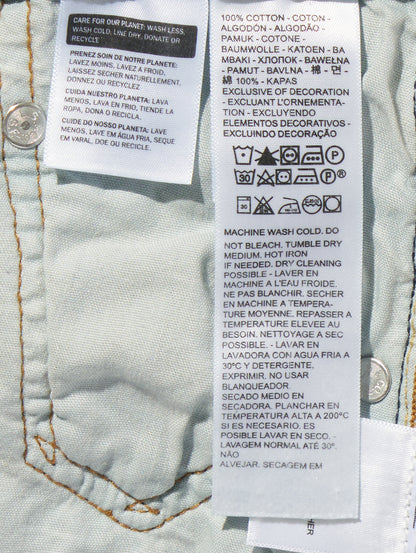 CARE FOR OUR PLANET: WASH LESS,
WASH COLD, LINE DRY, DONATE OR
RECYCLE.
PRENEZ SOIN DE NOTRE PLANETE:
LAVEZ MOINS, LAVEZ A FROID,
LAISSEZ SÉCHER NATURELLEMENT,
DONNEZ OU RECYCLEZ
CUIDA NUESTRO PLANETA: LAVA
MENOS, LAVA EN FRÍO, TIENDE LA
ROPA, DONA O RECICLA.
CUIDE DO NOSSO PLANETA: LAVE
MENOS, LAVE EM ÁGUA FRIA, SEQUE
EM VARAL, DOE OU RECICLE.
100% COTTON - COTON -
ALGODÓN - ALGODÃO -
PAMUK - COTONE -
BAUMWOLLE - KATOEN - BA
MBAKI - ХЛОПОК - BAWEŁNA
- PAMUT - BAVLNA - 棉 - 면 -
綿 100% - KAPAS
EXCLUSIVE OF DECORATION
- EXCLUANT L'ORNEMENTA-
TION - EXCLUYENDO
ELEMENTOS DECORATIVOS -
EXCLUINDO DECORAÇÃO
P
30
30
MACHINE WASH COLD. DO
NOT BLEACH, TUMBLE DRY
MEDIUM. HOT IRON
IF NEEDED. DRY CLEANING
POSSIBLE - LAVER EN
MACHINE A L'EAU FROIDE.
NE PAS BLANCHIR. SECHER
EN MACHINE A TEMPERA-
TURE MOYENNE. REPASSER A
TEMPERATURE ELEVEE AU
BESOIN. NETTOYAGE A SEC
POSSIBLE. - LAVAR EN
LAVADORA CON AGUA FRIA A
30ºC Y DETERGENTE.
EXPRIMIR. NO USAR
BLANQUEADOR.
SECADO MEDIO EN
SECADORA. PLANCHAR EN
TEMPERATURA ALTA A 200°C
SI ES NECESARIO. ES
POSSIBLE LAVAR EN SECO. -
LAVANDO NORMAL ATÉ 30°.
NÃO
ALVEJAR. SECAGEM EM
HER